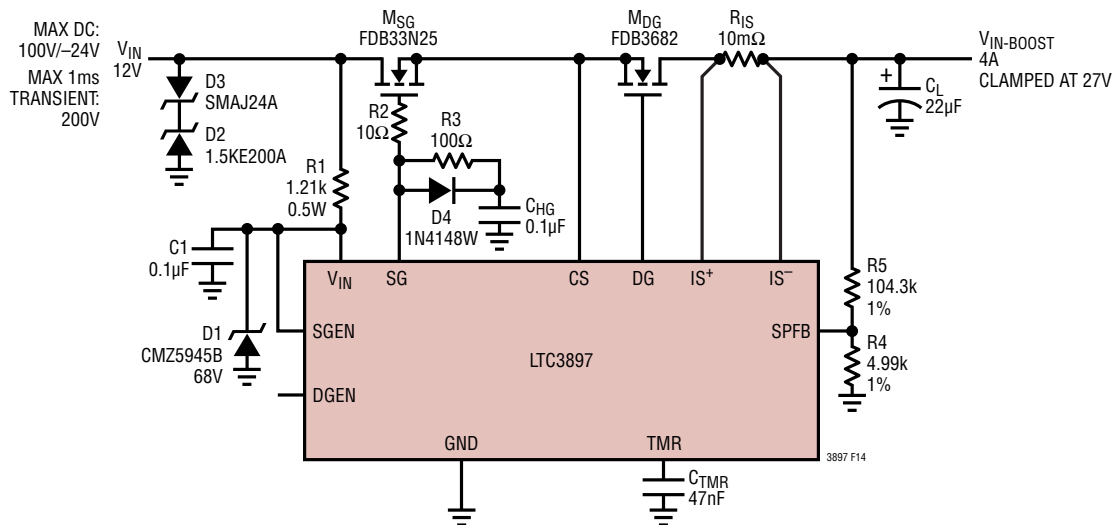 MAX DC:
100V/–24V
MAX 1ms
TRANSIENT:
200V
VIN
12V
D3
SMAJ24A
D2
1.5KE200A
R1
1.21k
0.5W
MSG
FDB33N25
R2
10Ω
R3
100Ω
D4
1N4148W
CHG
0.1µF
MDG
FDB3682
RIS
10mΩ
VIN-BOOST
4A
CLAMPED AT 27V
+
CL
22µF
C1
0.1µF
D1
CMZ5945B
68V
VIN
SG
CS
DG
IS+
IS–
SGEN
DGEN
LTC3897
SPFB
R5
104.3k
1%
R4
4.99k
1%
GND
TMR
3897 F14
CTMR
47nF